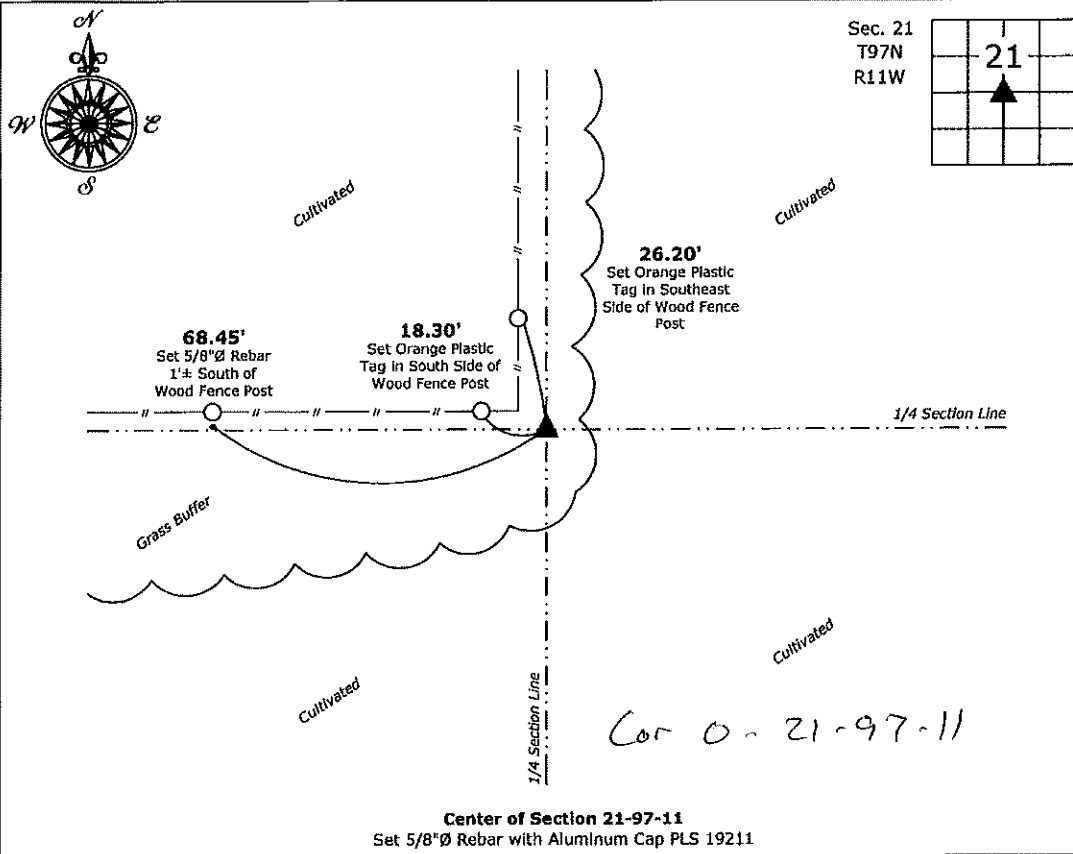 N
W
E
S
Sec. 21
T97N
R11W
21
Cultivated
Cultivated
26.20'
Set Orange Plastic
Tag in Southeast
Side of Wood Fence
Post
68.45'
Set 5/8"Ø Rebar
1'± South of
Wood Fence Post
18.30'
Set Orange Plastic
Tag in South Side of
Wood Fence Post
1/4 Section Line
Grass Buffer
Cultivated
Cultivated
1/4 Section Line
Cor O - 21-97-11
Center of Section 21-97-11
Set 5/8"Ø Rebar with Aluminum Cap PLS 19211